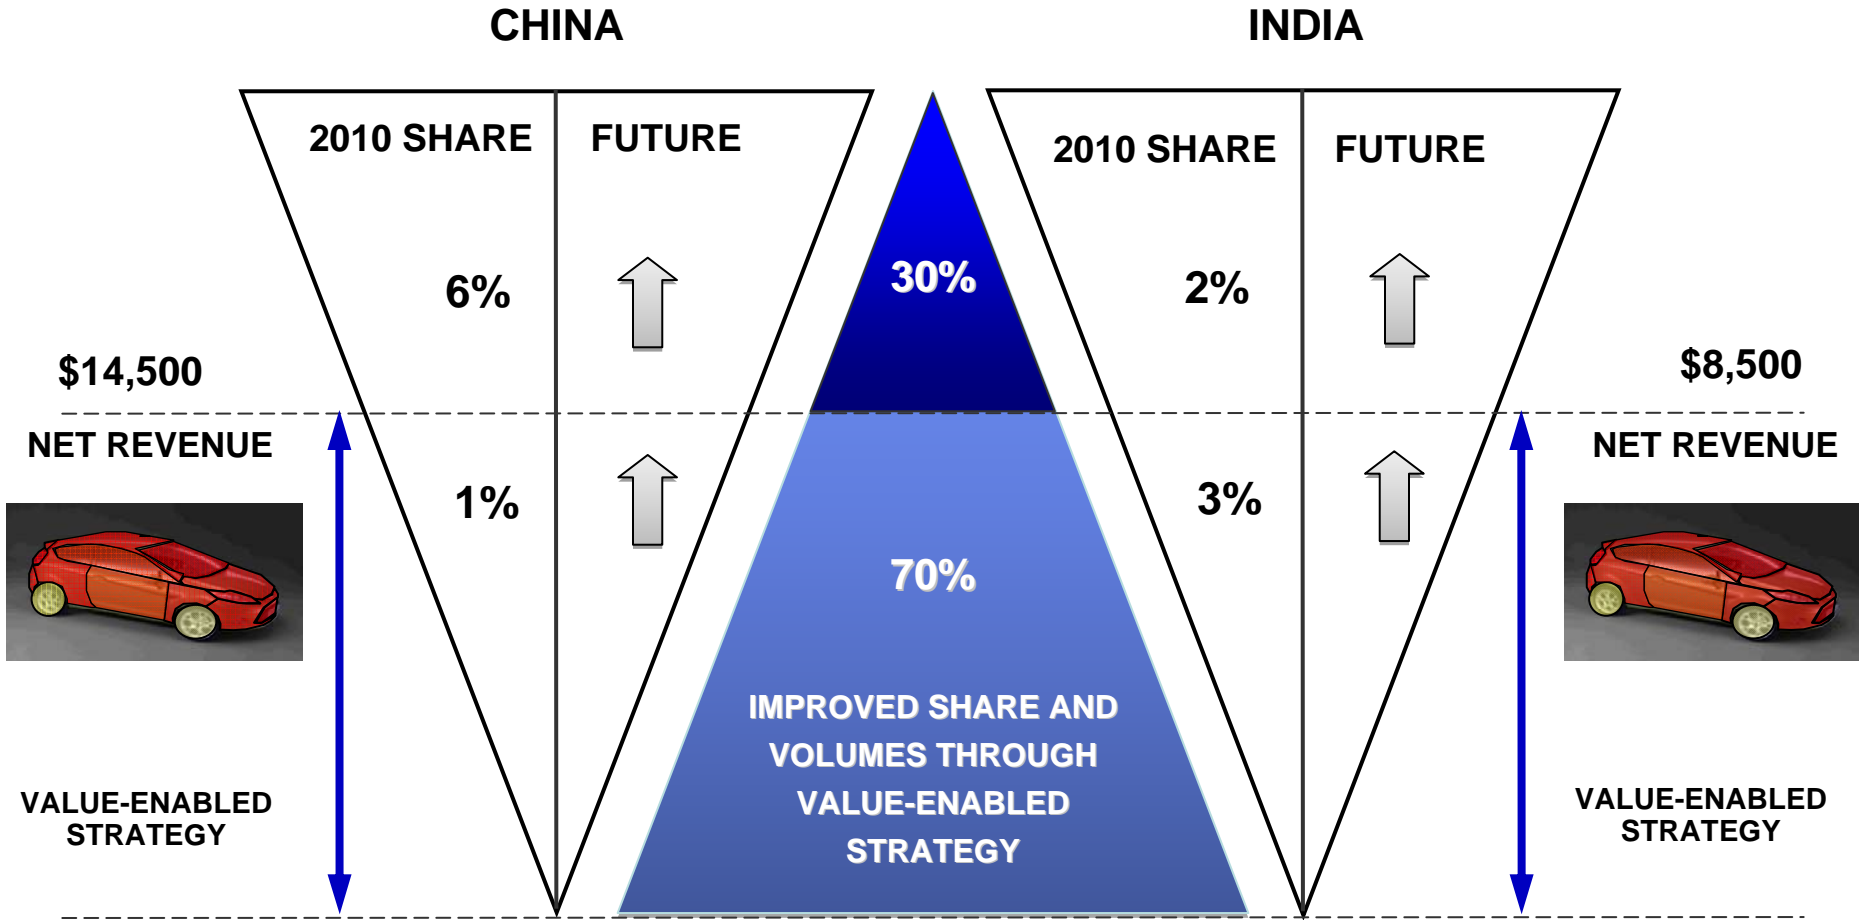 CHINA
INDIA
2010 SHARE
FUTURE
2010 SHARE
FUTURE
6%
30%
2%
$14,500
$8,500
NET REVENUE
NET REVENUE
1%
3%
70%
IMPROVED SHARE AND
VOLUMES THROUGH
VALUE-ENABLED
STRATEGY
VALUE-ENABLED
STRATEGY
VALUE-ENABLED
STRATEGY